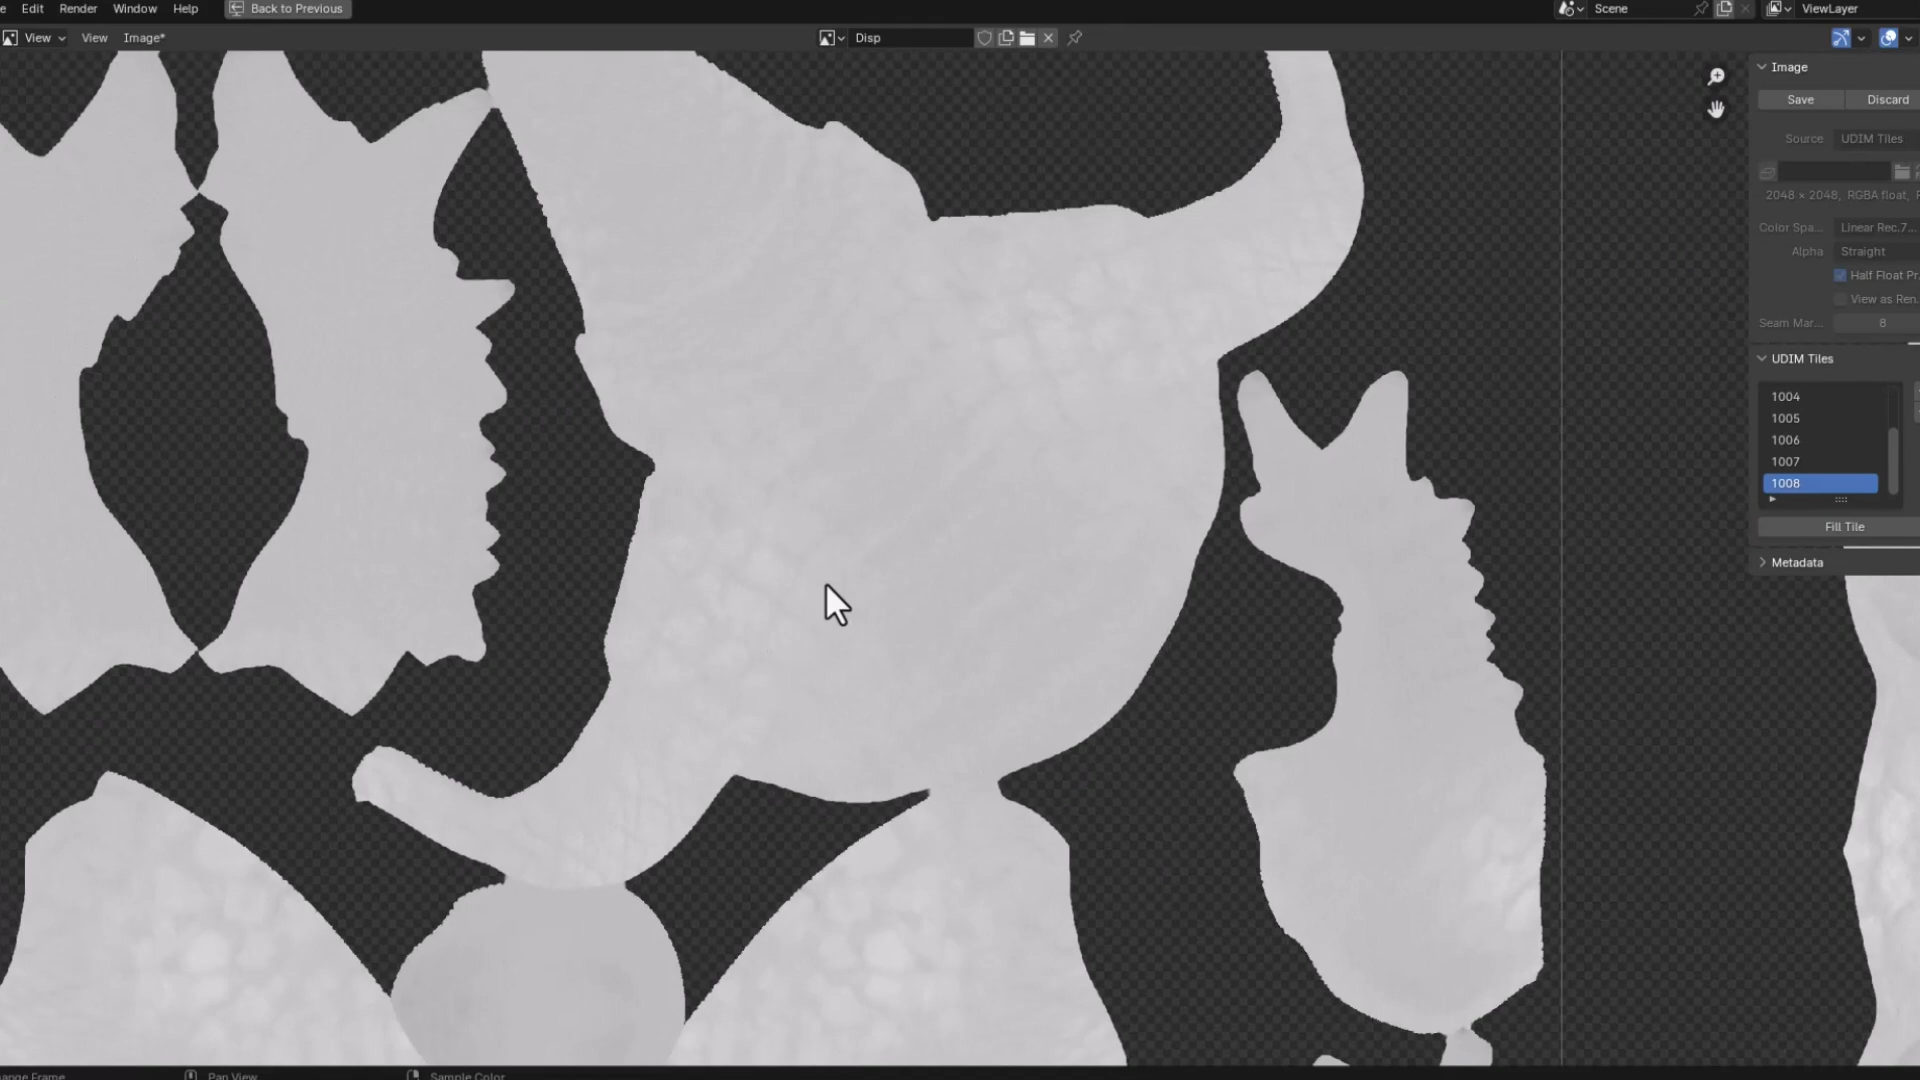 e Edit Render Window Help Back to Previous Scene ViewLayer
View View Image* Disp
Image
Save Discard
Source UDIM Tiles
2048 × 2048, RGBA float,
Color Spa... Linear Rec.7...
Alpha Straight
Half Float Pr.
View as Ren.
Seam Mar... 8
UDIM Tiles
1004
1005
1006
1007
1008
Fill Tile
Metadata
ange Frame Pan View Sample Color